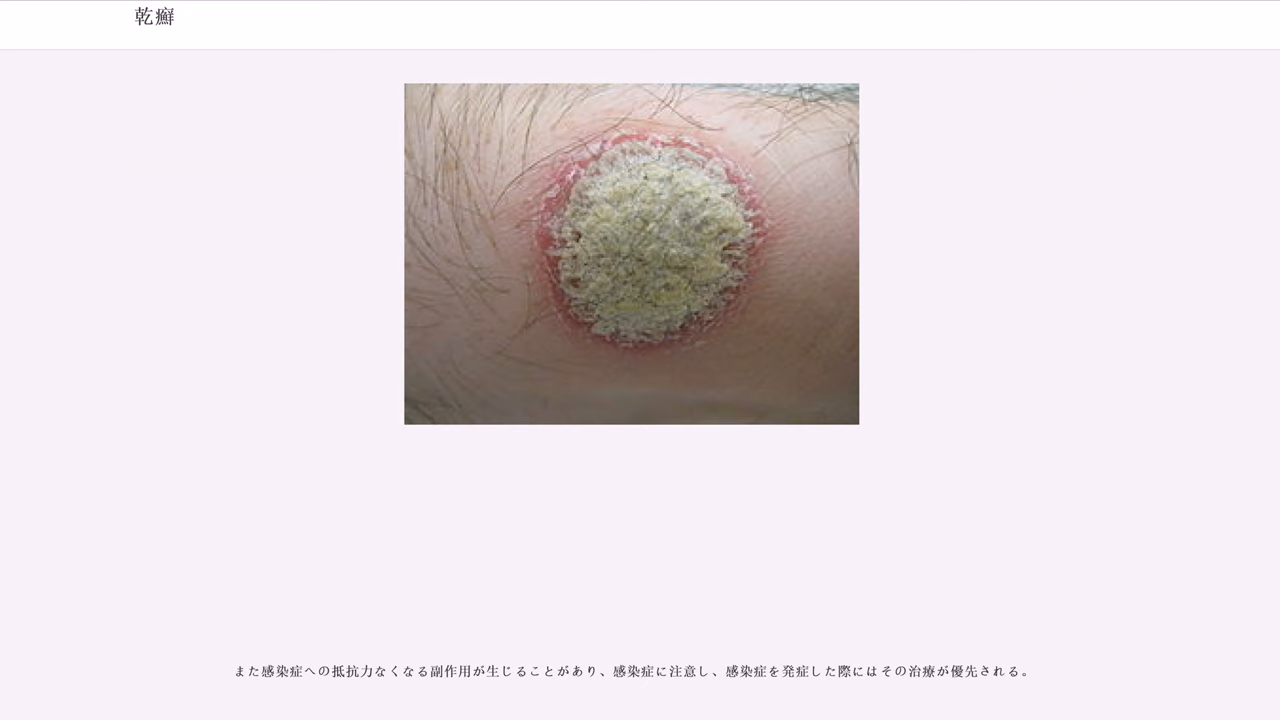 乾癬
また感染症への抵抗力なくなる副作用が生じることがあり、感染症に注意し、感染症を発症した際にはその治療が優先される。